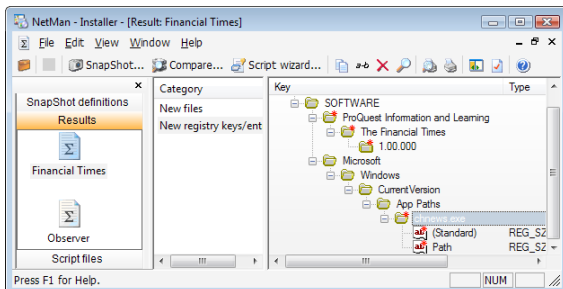 NetMan - Installer - [Result: Financial Times]
File Edit View Window Help
SnapShot... Compare... Script wizard... a-b
SnapShot definitions
Results
Financial Times
Observer
Script files
Category
New files
New registry keys/ent
Key Type
SOFTWARE
ProQuest Information and Learning
The Financial Times
1.00.000
Microsoft
Windows
CurrentVersion
App Paths
chnews.exe
ab (Standard) REG_SZ
ab Path REG_SZ
Press F1 for Help. NUM